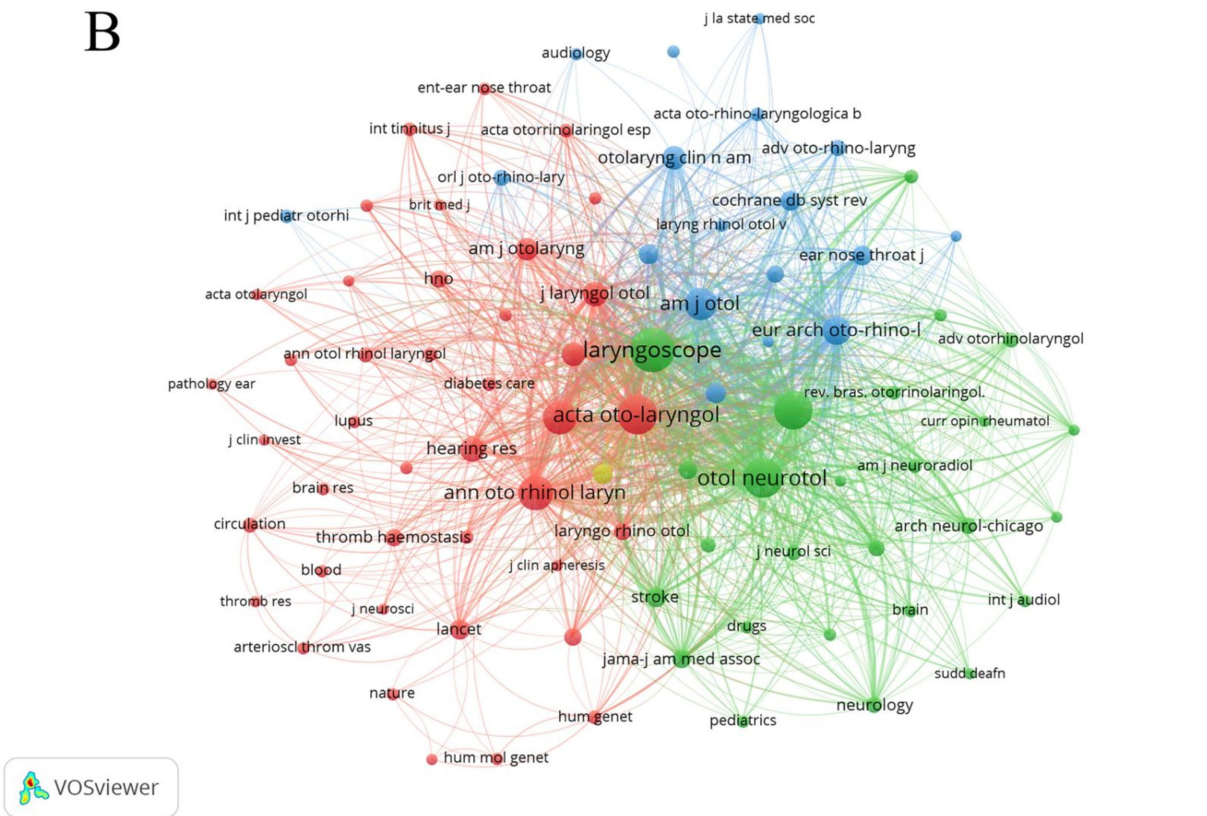 B
j la state med soc
audiology
ent-ear nose throat
acta oto-rhino-laryngologica b
int tinnitus j
acta otorrinolaringol esp
adv oto-rhino-laryng
otolaryng clin n am
orl j oto-rhino-lary
cochrane db syst rev
brit med j
int j pediatr otorhi
laryng rhinol otol v
am j otolaryng
ear nose throat j
hno
acta otolaryngol
j laryngol otol
am j otol
eur arch oto-rhino-l
adv otorhinolaryngol
laryngoscope
ann otol rhinol laryngol
pathology ear
diabetes care
rev. bras. otorrinolaringol.
acta oto-laryngol
lupus
curr opin rheumatol
j clin invest
hearing res
am j neuroradiol
otol neurotol
brain res
ann oto rhinol laryn
circulation
arch neurol-chicago
laryngo rhino otol
thromb haemostasis
j neurol sci
j clin apheresis
blood
stroke
thromb res
int j audiol
j neurosci
brain
drugs
lancet
arterioscl throm vas
jama-j am med assoc
sudd deafn
nature
neurology
hum genet
pediatrics
hum mol genet
VOSviewer